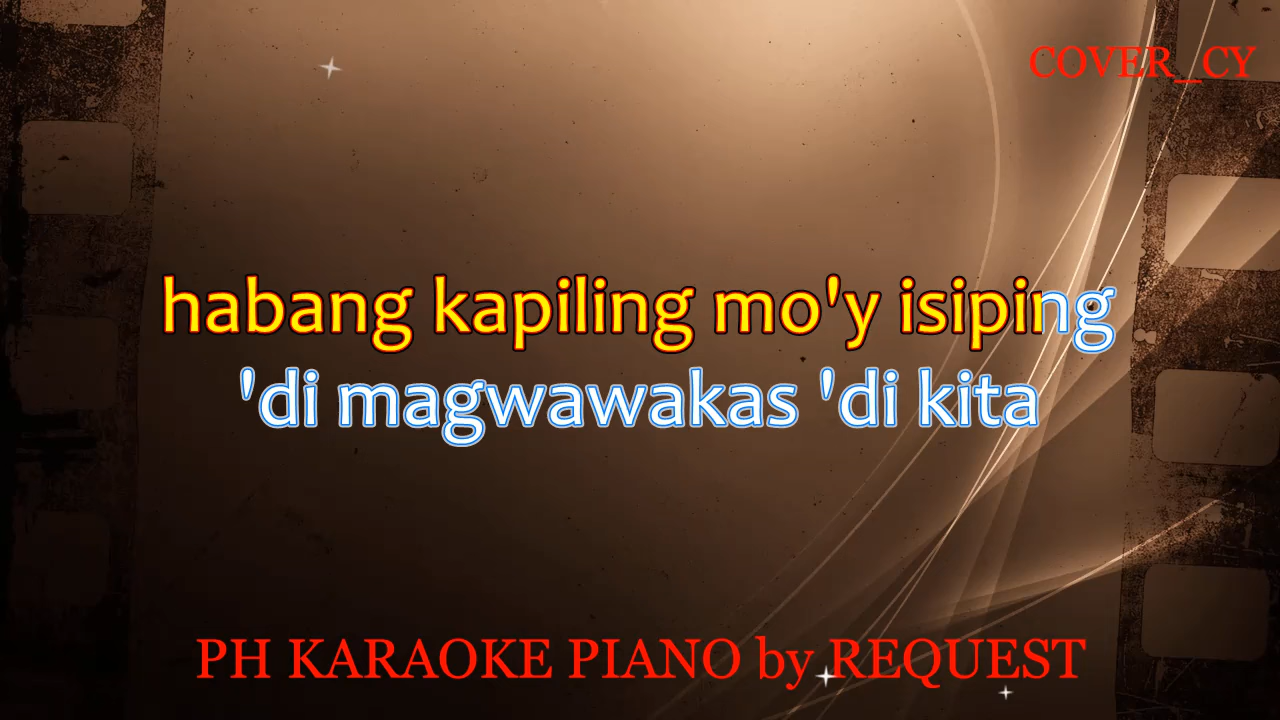 COVER_CY
habang kapiling mo'y isiping
'di magwawakas 'di kita
PH KARAOKE PIANO by REQUEST